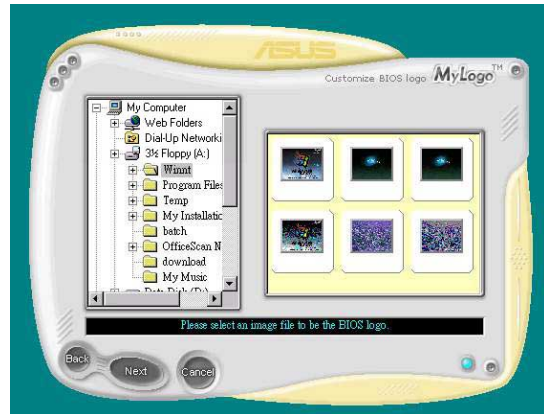 ASUS
Customize BIOS logo MyLogo™
My Computer
Web Folders
Dial-Up Networki
3½ Floppy (A:)
Winnt
Program Files
Temp
My Installatic
batch
OfficeScan N
download
My Music
Data Disk (D:)
Please select an image file to be the BIOS logo.
Back
Next
Cancel